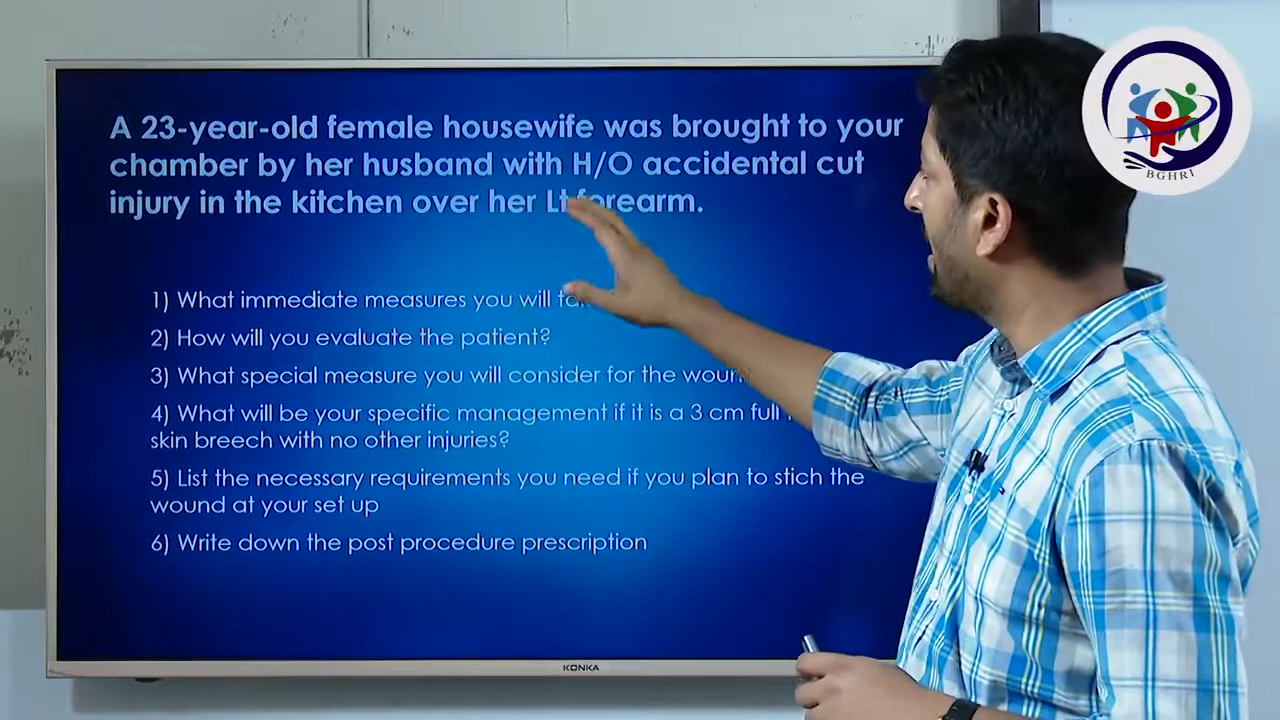 A 23-year-old female housewife was brought to your
chamber by her husband with H/O accidental cut
injury in the kitchen over her Lt forearm.
1) What immediate measures you will
2) How will you evaluate the patient?
3) What special measure you will consider for the
4) What will be your specific management if it is a 3 cm full
skin breech with no other injuries?
5) List the necessary requirements you need if you plan to stich the
wound at your set up
6) Write down the post procedure prescription
KONKA
BGHRI